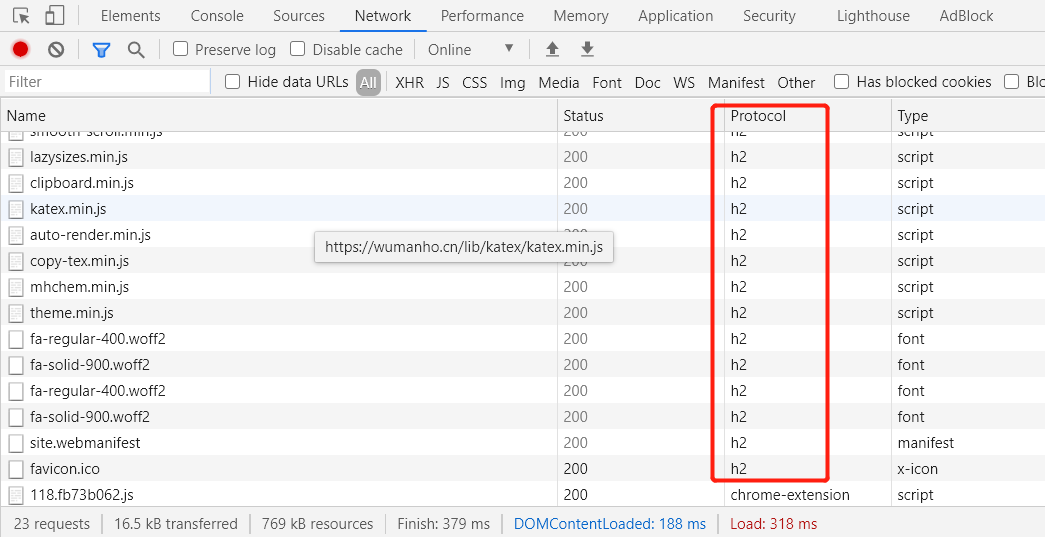 Elements Console Sources Network Performance Memory Application Security Lighthouse AdBlock
Preserve log Disable cache Online
Filter Hide data URLs All XHR JS CSS Img Media Font Doc WS Manifest Other Has blocked cookies Blo
Name Status Protocol Type
smooth-scroll.min.js 200 h2 script
lazysizes.min.js 200 h2 script
clipboard.min.js 200 h2 script
katex.min.js 200 h2 script
auto-render.min.js 200 h2 script
https://wumanho.cn/lib/katex/katex.min.js
copy-tex.min.js 200 h2 script
mhchem.min.js 200 h2 script
theme.min.js 200 h2 script
fa-regular-400.woff2 200 h2 font
fa-solid-900.woff2 200 h2 font
fa-regular-400.woff2 200 h2 font
fa-solid-900.woff2 200 h2 font
site.webmanifest 200 h2 manifest
favicon.ico 200 h2 x-icon
118.fb73b062.js 200 chrome-extension script
23 requests 16.5 kB transferred 769 kB resources Finish: 379 ms DOMContentLoaded: 188 ms Load: 318 ms